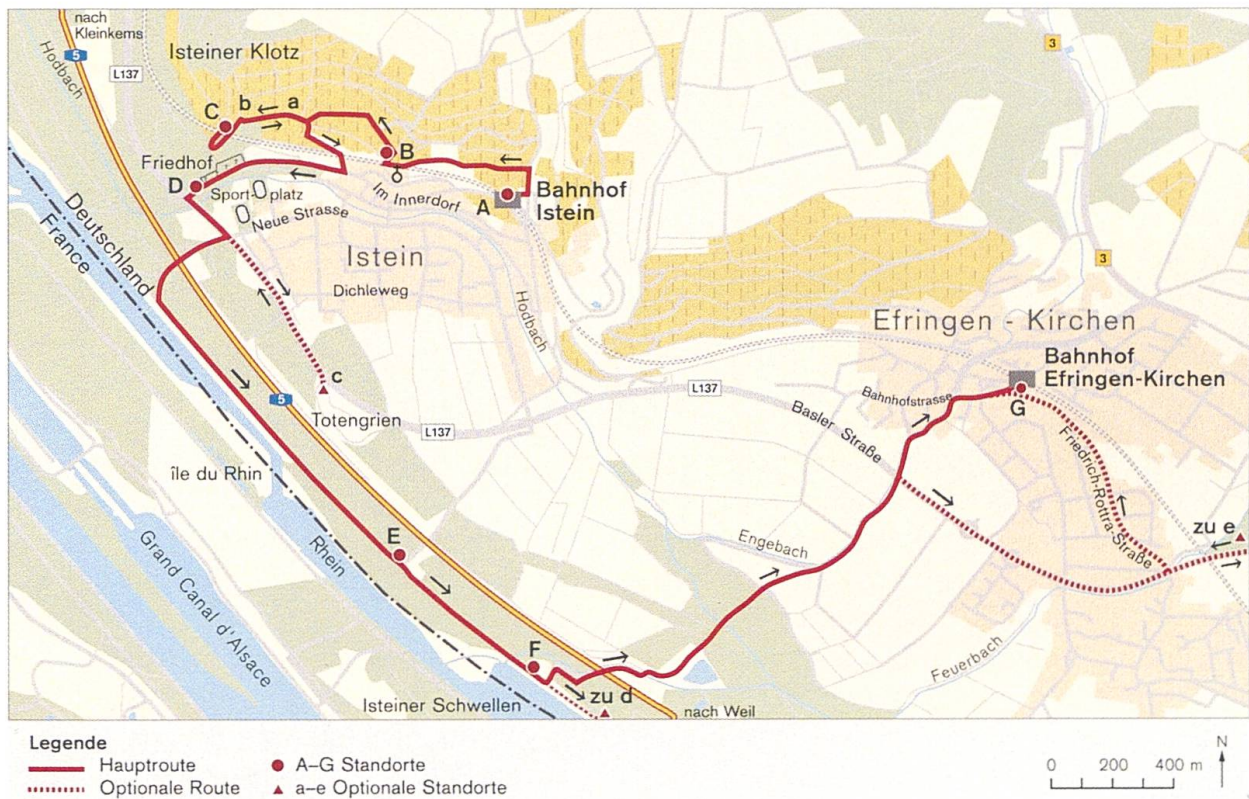 nach
Kleinkems
5
Hodbach
L137
Isteiner Klotz
3
C
b
a
B
Friedhof
D
Sport-
platz
Neue Strasse
Im Innerdorf
A
Bahnhof
Istein
Deutschland
France
Istein
Dichleweg
Hodbach
3
Efringen - Kirchen
Bahnhof
Efringen-Kirchen
c
5
Totengrien
L137
L137
Bahnhofstrasse
G
Basler Straße
Friedrich-Rottra-Straße
île du Rhin
zu e
E
Rhein
Engebach
Grand Canal d'Alsace
F
zu d
Feuerbach
Isteiner Schwellen
nach Weil
Legende
Hauptroute
A–G Standorte
Optionale Route
a–e Optionale Standorte
0 200 400 m
N